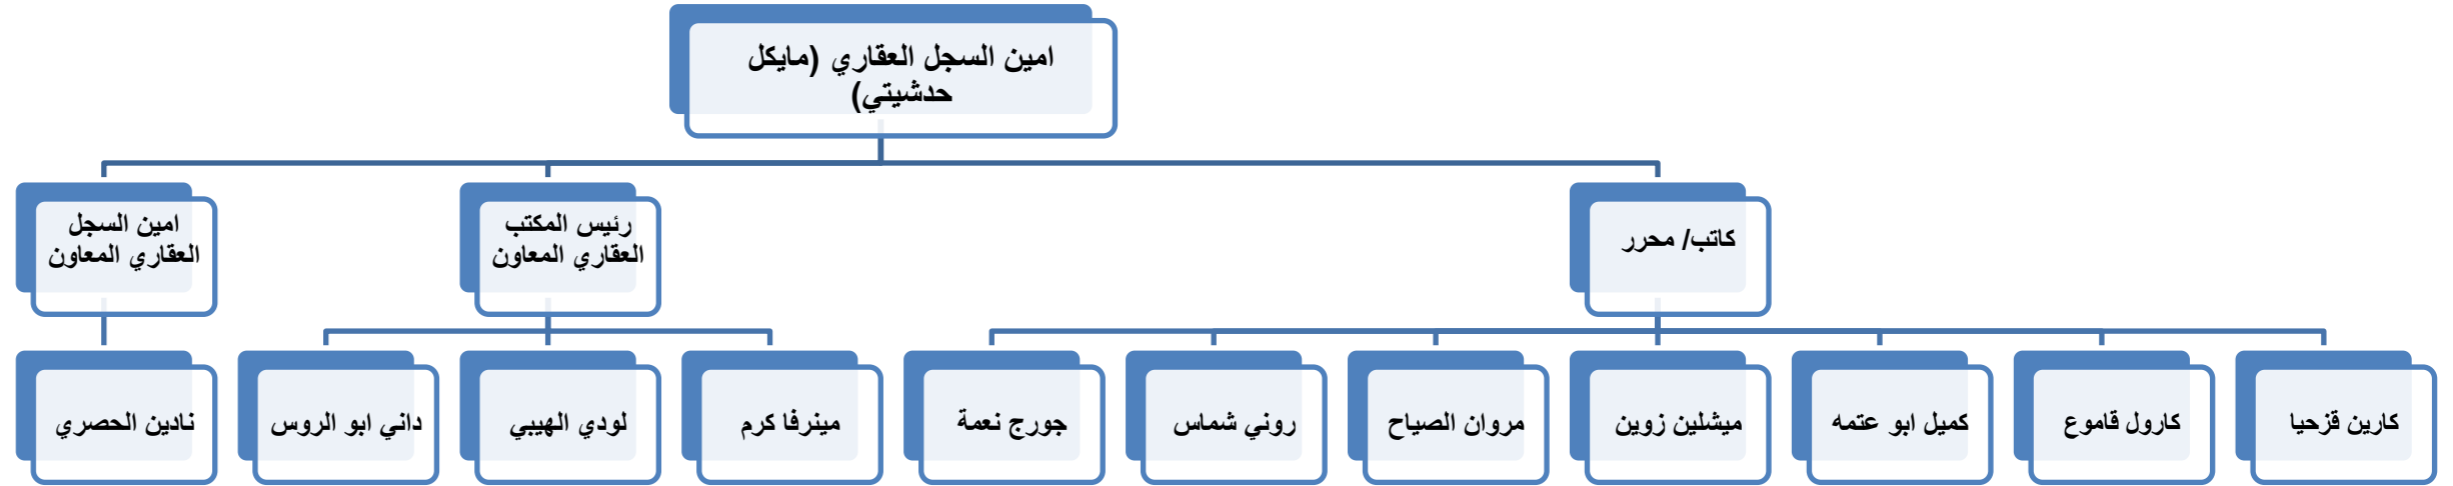 امين السجل العقاري (مايكل
حدشيتي)
كاتب/ محرر
رئيس المكتب
العقاري المعاون
امين السجل
العقاري المعاون
كارين قزحيا
كارول قاموع
كميل ابو عتمه
ميشلين زوين
مروان الصياح
روني شماس
جورج نعمة
مينرفا كرم
لودي الهيبي
داني ابو الروس
نادين الحصري